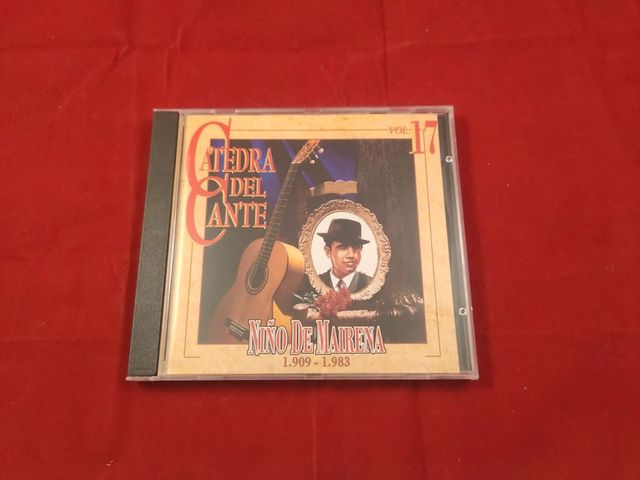 CATEDRA
DEL
CANTE
VOL. 17
NIÑO DE MAIRENA
1.909 - 1.983